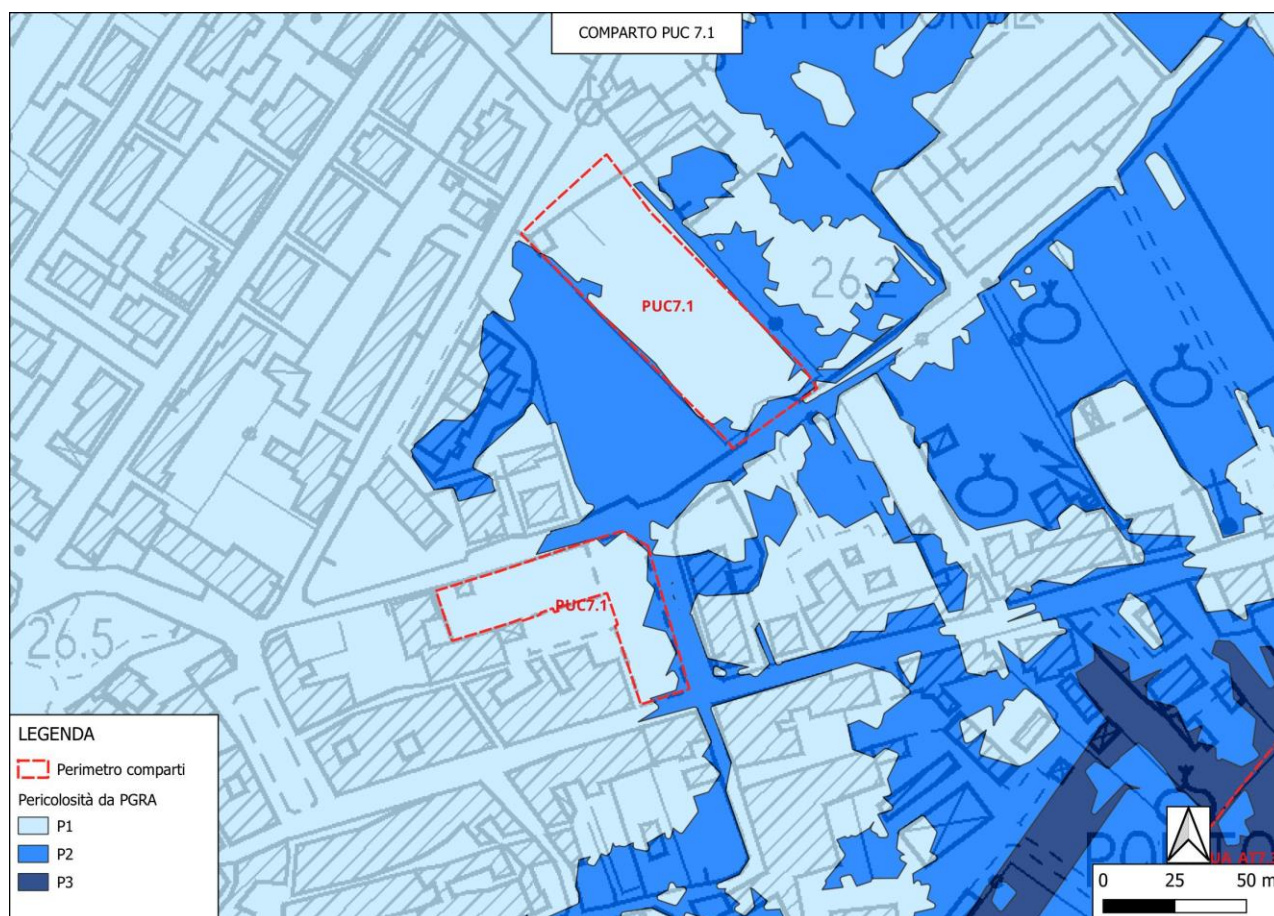 COMPARTO PUC 7.1
PUC7.1
26.2
PUC7.1
26.5
LEGENDA
Perimetro comparti
Pericolosità da PGRA
P1
P2
P3
0 25 50 m